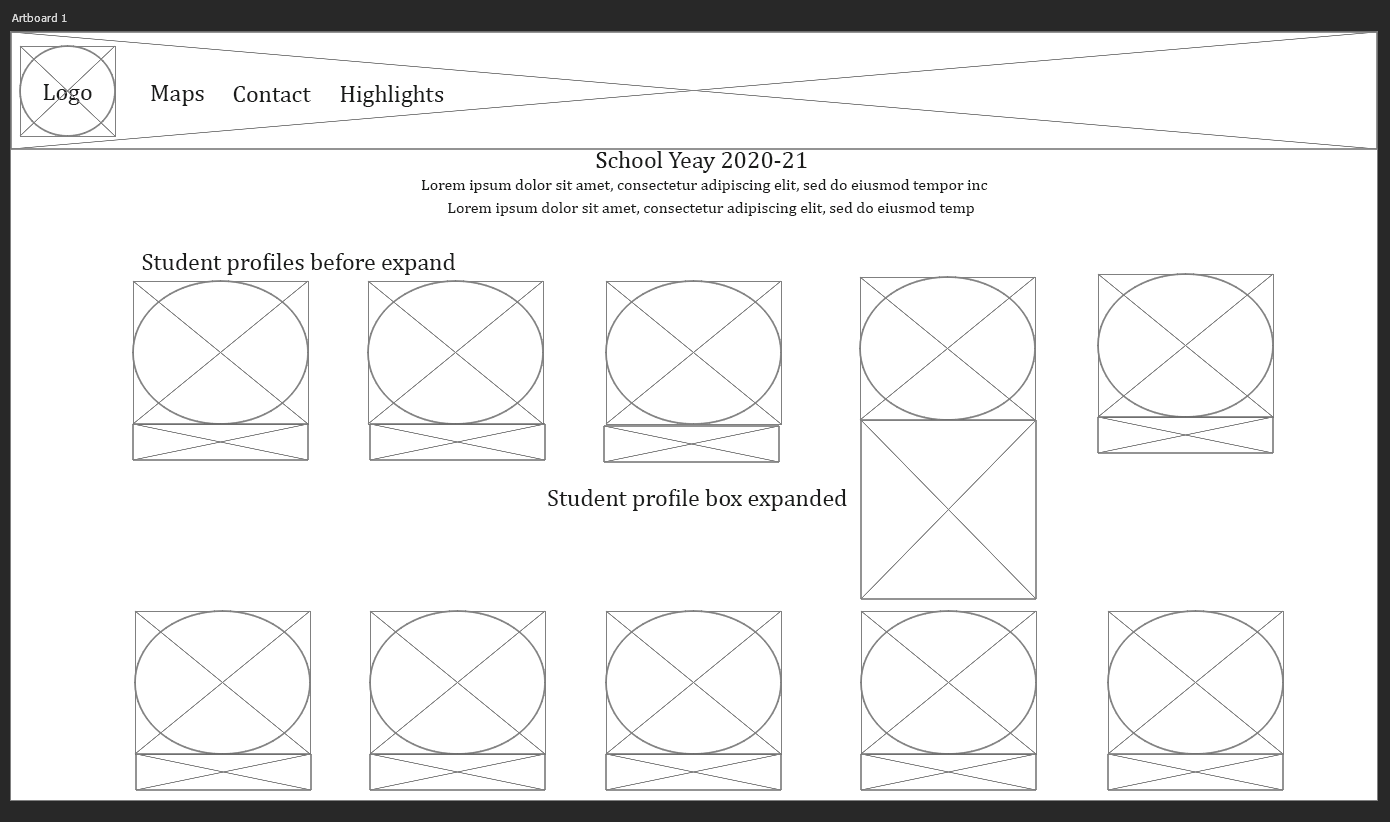 Artboard 1
Logo
Maps
Contact
Highlights
School Yeay 2020-21
Lorem ipsum dolor sit amet, consectetur adipiscing elit, sed do eiusmod tempor inc
Lorem ipsum dolor sit amet, consectetur adipiscing elit, sed do eiusmod temp
Student profiles before expand
Student profile box expanded